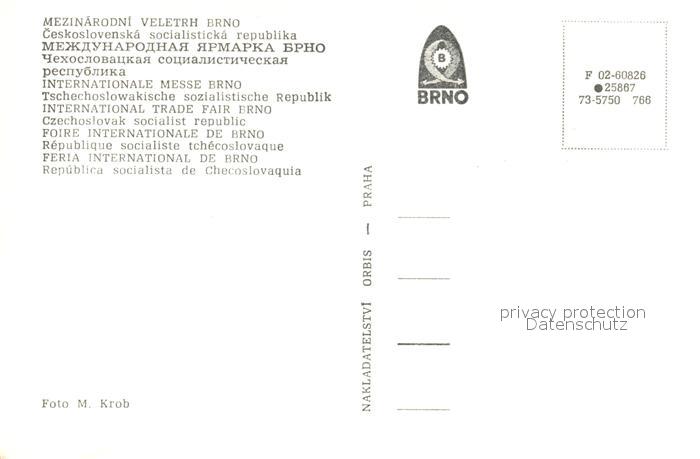 MEZINÁRODNÍ VELETRH BRNO
Československá socialistická republika
МЕЖДУНАРОДНАЯ ЯРМАРКА БРНО
Чехословацкая социалистическая
республика
INTERNATIONALE MESSE BRNO
Tschechoslowakische sozialistische Republik
INTERNATIONAL TRADE FAIR BRNO
Czechoslovak socialist republic
FOIRE INTERNATIONALE DE BRNO
République socialiste tchécoslovaque
FERIA INTERNATIONAL DE BRNO
República socialista de Checoslovaquia
B
BRNO
F 02-60826
●25867
73-5750 766
NAKLADATELSTVÍ ORBIS — PRAHA
privacy protection
Datenschutz
Foto M. Krob